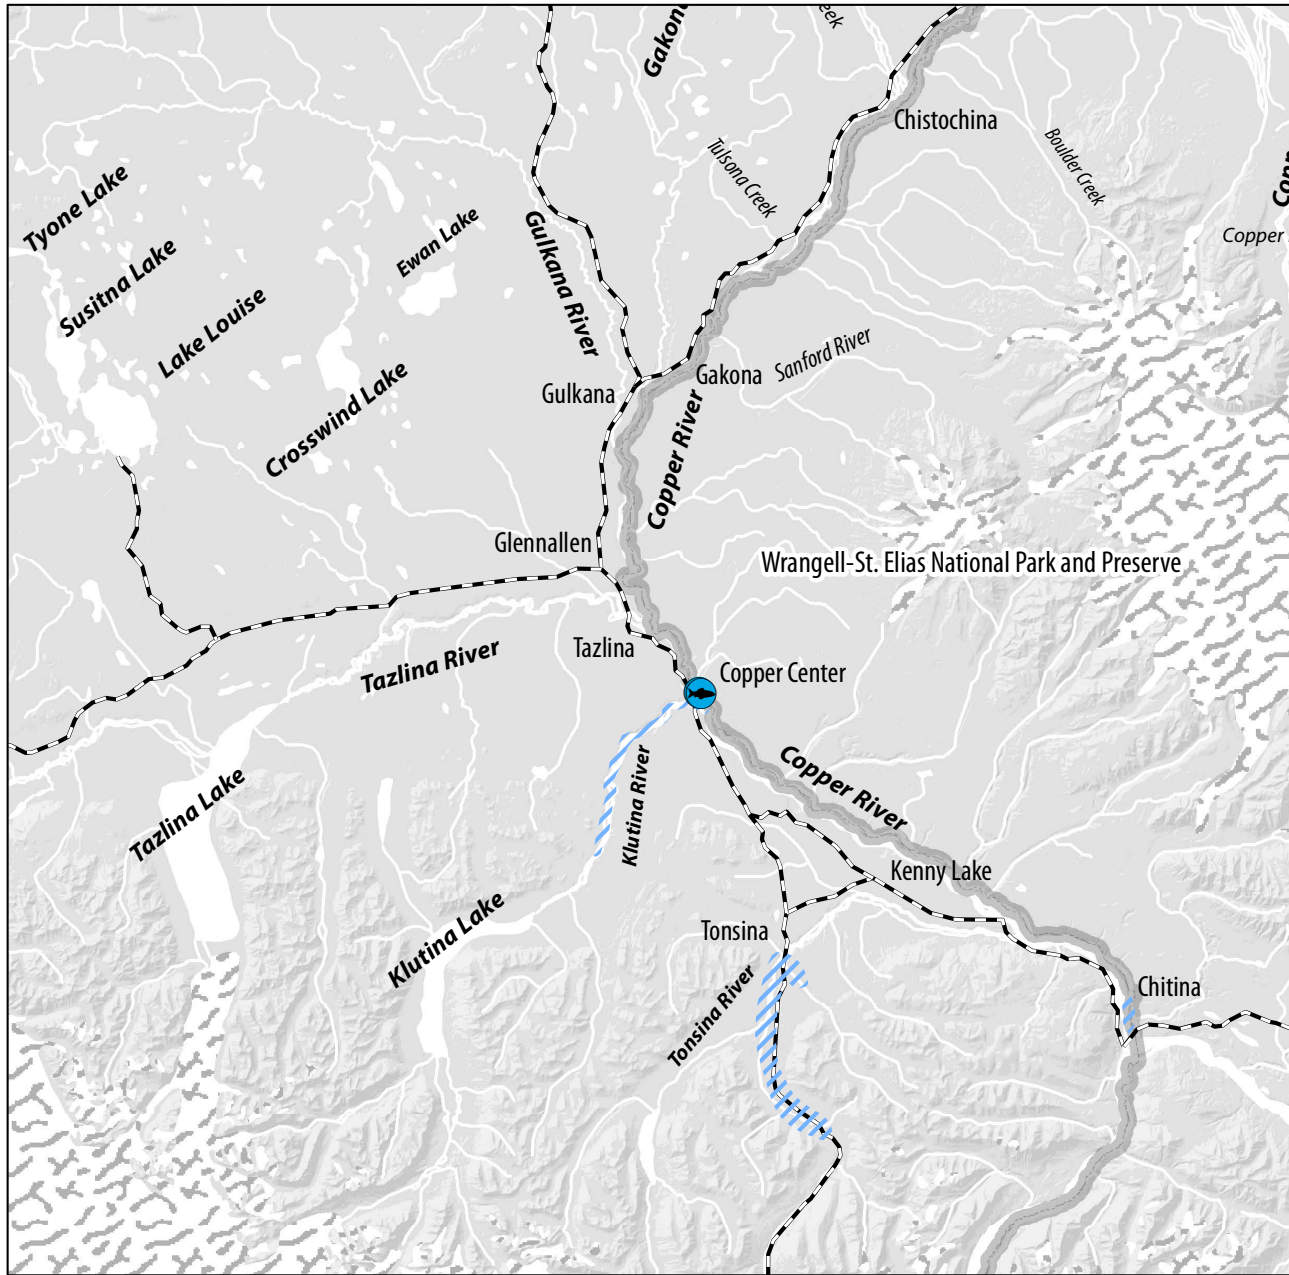 Gakona
Creek
Chistochina
Boulder Creek
Tulsona Creek
Tyone Lake
Susitna Lake
Lake Louise
Ewan Lake
Crosswind Lake
Gulkana River
Copper
Gulkana
Gakona
Sanford River
Copper River
Glennallen
Wrangell-St. Elias National Park and Preserve
Tazlina
Tazlina River
Copper Center
Copper River
Klutina River
Tazlina Lake
Kenny Lake
Klutina Lake
Tonsina
Tonsina River
Chitina